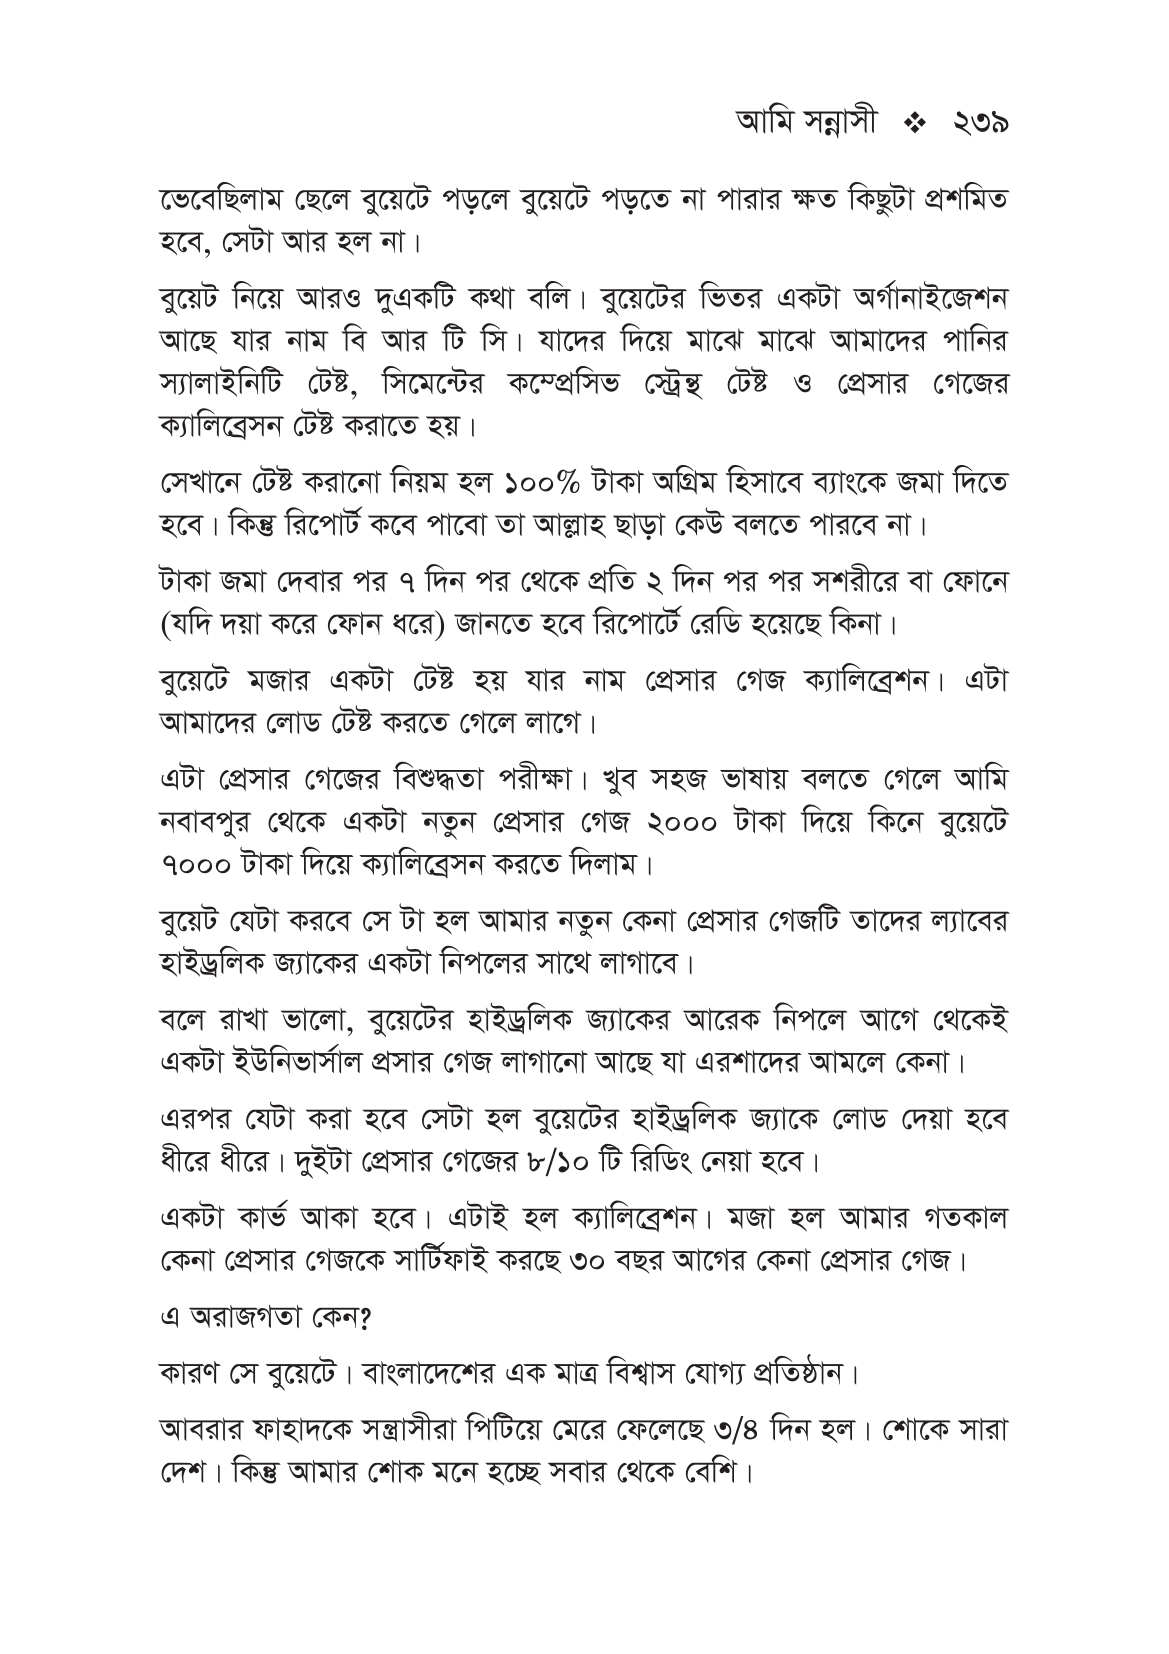 আমি সন্নাসী ❖ ২৩৯
ভেবেছিলাম ছেলে বুয়েটে পড়লে বুয়েটে পড়তে না পারার ক্ষত কিছুটা প্রশমিত
হবে, সেটা আর হল না।
বুয়েট নিয়ে আরও দুএকটি কথা বলি। বুয়েটের ভিতর একটা অর্গানাইজেশন
আছে যার নাম বি আর টি সি। যাদের দিয়ে মাঝে মাঝে আমাদের পানির
স্যালাইনিটি টেষ্ট, সিমেন্টের কম্প্রেসিভ স্ট্রেন্থ টেষ্ট ও প্রেসার গেজের
ক্যালিব্রেসন টেষ্ট করাতে হয়।
সেখানে টেষ্ট করানো নিয়ম হল ১০০% টাকা অগ্রিম হিসাবে ব্যাংকে জমা দিতে
হবে। কিন্তু রিপোর্ট কবে পাবো তা আল্লাহ ছাড়া কেউ বলতে পারবে না।
টাকা জমা দেবার পর ৭ দিন পর থেকে প্রতি ২ দিন পর পর সশরীরে বা ফোনে
(যদি দয়া করে ফোন ধরে) জানতে হবে রিপোর্টে রেডি হয়েছে কিনা।
বুয়েটে মজার একটা টেষ্ট হয় যার নাম প্রেসার গেজ ক্যালিব্রেশন। এটা
আমাদের লোড টেষ্ট করতে গেলে লাগে।
এটা প্রেসার গেজের বিশুদ্ধতা পরীক্ষা। খুব সহজ ভাষায় বলতে গেলে আমি
নবাবপুর থেকে একটা নতুন প্রেসার গেজ ২০০০ টাকা দিয়ে কিনে বুয়েটে
৭০০০ টাকা দিয়ে ক্যালিব্রেসন করতে দিলাম।
বুয়েট যেটা করবে সে টা হল আমার নতুন কেনা প্রেসার গেজটি তাদের ল্যাবের
হাইড্রলিক জ্যাকের একটা নিপলের সাথে লাগাবে।
বলে রাখা ভালো, বুয়েটের হাইড্রলিক জ্যাকের আরেক নিপলে আগে থেকেই
একটা ইউনিভার্সাল প্রসার গেজ লাগানো আছে যা এরশাদের আমলে কেনা।
এরপর যেটা করা হবে সেটা হল বুয়েটের হাইড্রলিক জ্যাকে লোড দেয়া হবে
ধীরে ধীরে। দুইটা প্রেসার গেজের ৮/১০ টি রিডিং নেয়া হবে।
একটা কার্ভ আকা হবে। এটাই হল ক্যালিব্রেশন। মজা হল আমার গতকাল
কেনা প্রেসার গেজকে সার্টিফাই করছে ৩০ বছর আগের কেনা প্রেসার গেজ।
এ অরাজগতা কেন?
কারণ সে বুয়েটে। বাংলাদেশের এক মাত্র বিশ্বাস যোগ্য প্রতিষ্ঠান।
আবরার ফাহাদকে সন্ত্রাসীরা পিটিয়ে মেরে ফেলেছে ৩/৪ দিন হল। শোকে সারা
দেশ। কিন্তু আমার শোক মনে হচ্ছে সবার থেকে বেশি।